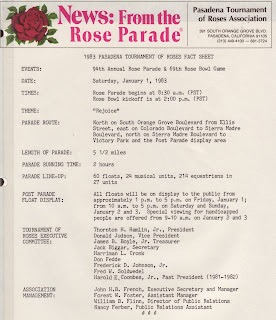 News: From the
Rose Parade
Pasadena Tournament
of Roses Association
391 SOUTH ORANGE GROVE BLVD.
PASADENA, CALIFORNIA 91105
(213) 449-4100 — 681-3724
1983 PASADENA TOURNAMENT OF ROSES FACT SHEET
EVENTS: 94th Annual Rose Parade & 69th Rose Bowl Game
DATE: Saturday, January 1, 1983
TIMES: Rose Parade begins at 8:30 a.m. (PST)
Rose Bowl kickoff is at 2:00 p.m. (PST)
THEME: "Rejoice"
PARADE ROUTE: North on South Grange Boulevard from Ellis
Street, east on Colorado Boulevard to Sierra Madre
Boulevard, north on Sierra Madre Boulevard to
Victory Park and the Post Parade display area
LENGTH OF PARADE: 5 1/2 miles
PARADE RUNNING TIME: 2 hours
PARADE LINE-UP: 60 floats, 24 musical units, 214 equestrians in
27 units
POST PARADE
FLOAT DISPLAY: All floats will be on display to the public from
approximately 1 p.m. to 5 p.m. on Friday, January 1;
from 10 a.m. to 5 p.m. on Saturday and Sunday,
January 2 and 3. Special viewing for handicapped
people are offered from 9-10 a.m. on January 2 and 3
TOURNAMENT OF
ROSES EXECUTIVE
COMMITTEE: Thornton H. Hamlin, Jr., President
Donald Judson, Vice President
James B. Boyle, Jr. Treasurer
Jack Biggar, Secretary
Harriman L. Cronk
Don Fedde
Frederick D. Johnson, Jr.
Fred W. Soldwedel
Harold E. Coombes, Jr., Past President (1981-1982)
ASSOCIATION
MANAGEMENT: John H.B. French, Executive Secretary and Manager
Forest W. Foster, Assistant Manager
William B. Flinn, Director of Public Relations
Nancy Ferber, Public Relations Assistant
# # #